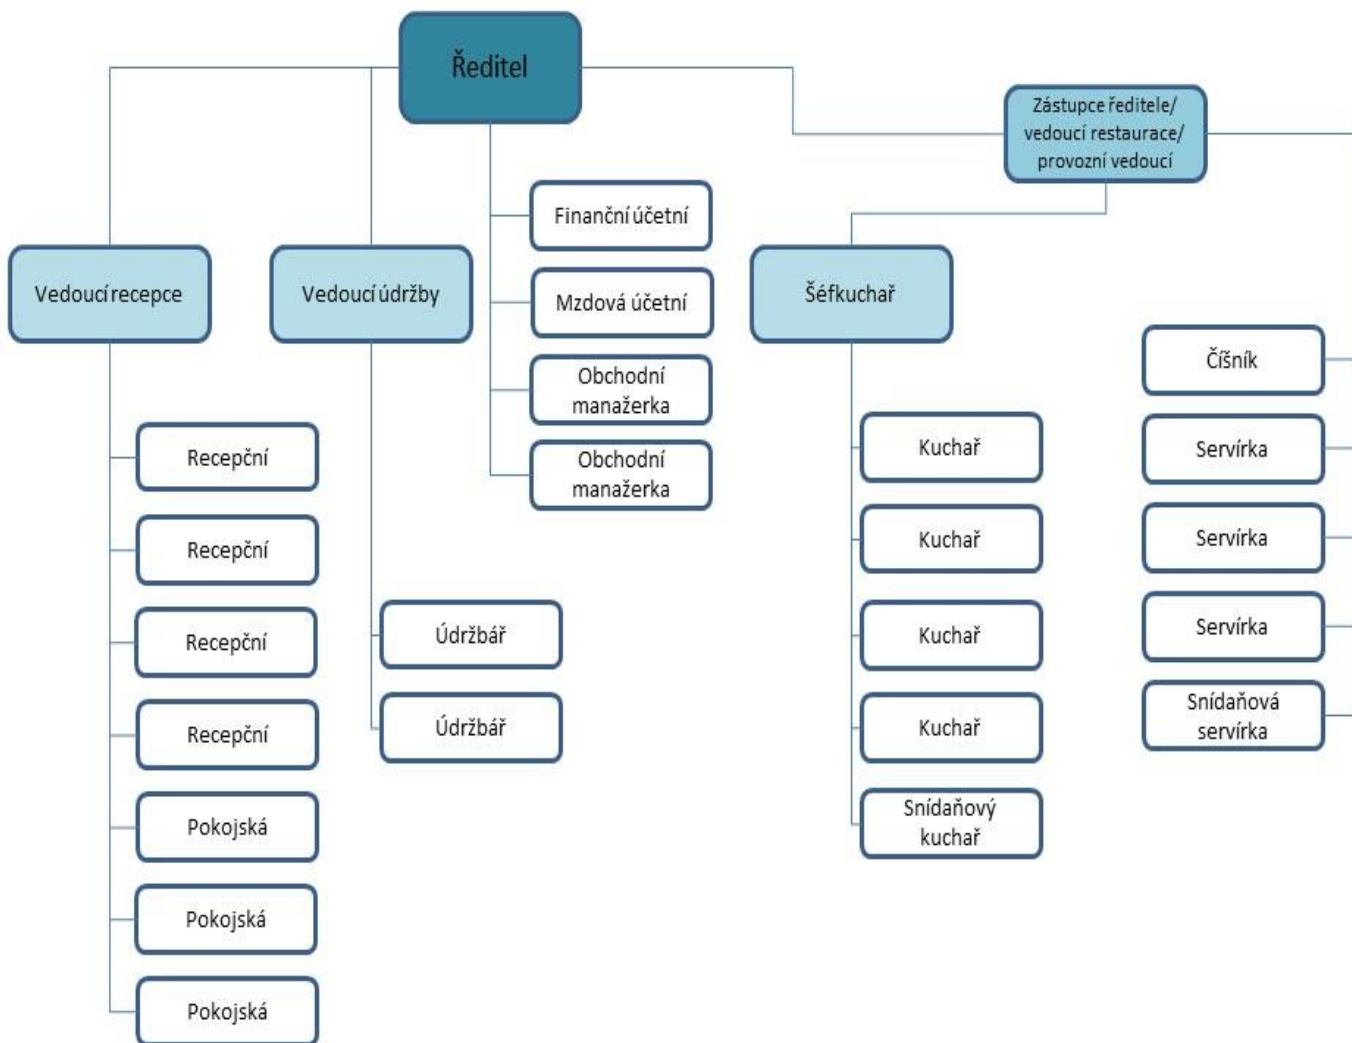 Ředitel
Zástupce ředitele/
vedoucí restaurace/
provozní vedoucí
Finanční účetní
Mzdová účetní
Obchodní
manažerka
Obchodní
manažerka
Vedoucí recepce
Vedoucí údržby
Šéfkuchař
Recepční
Recepční
Recepční
Recepční
Pokojská
Pokojská
Pokojská
Údržbář
Údržbář
Kuchař
Kuchař
Kuchař
Kuchař
Snídaňový
kuchař
Číšník
Servírka
Servírka
Servírka
Snídaňová
servírka